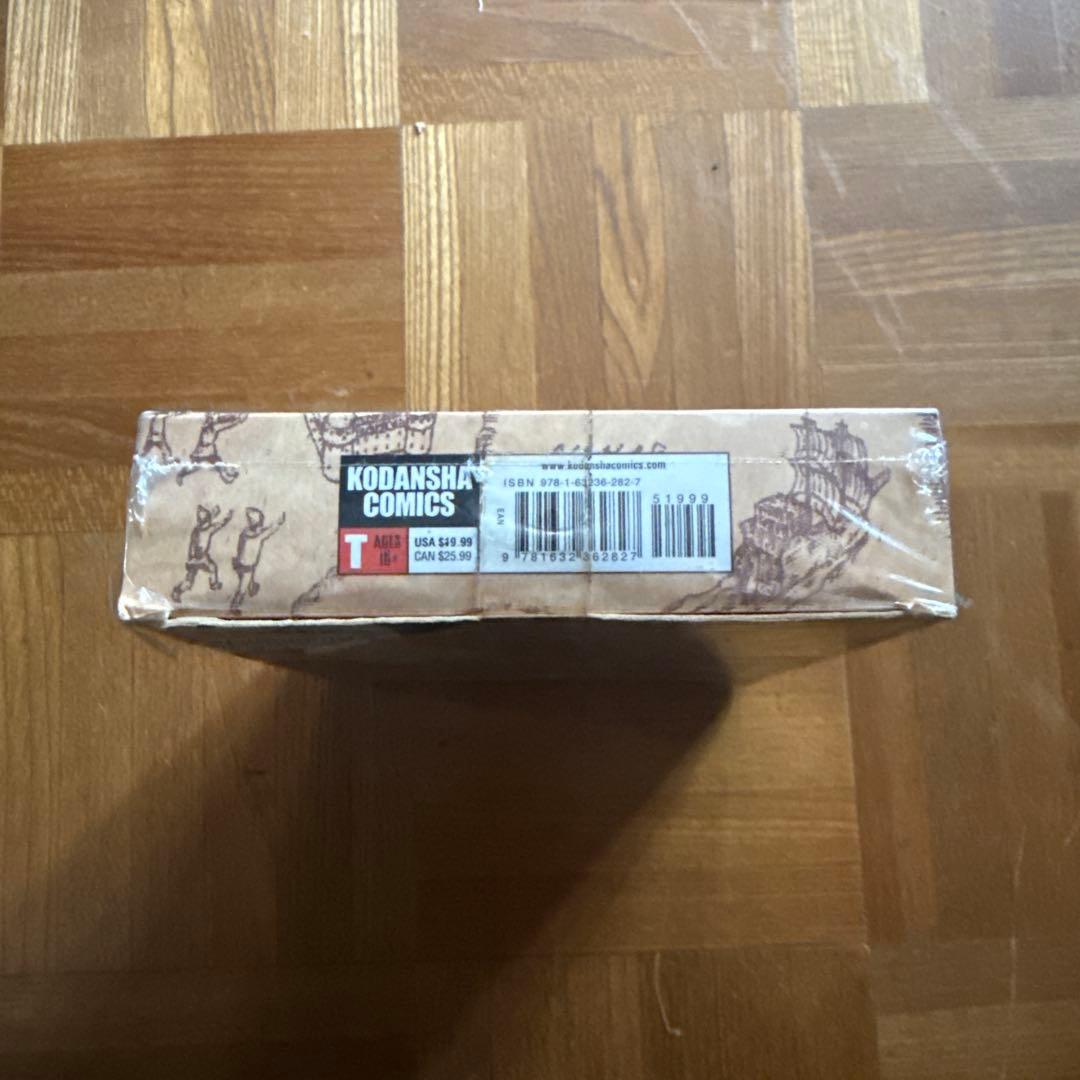 KODANSHA
COMICS
T
AGES
16+
USA $19.99
CAN $25.99
www.kodanshacomics.com
ISBN 978-1-63236-282-7
51999
EAN
9 781632 362827